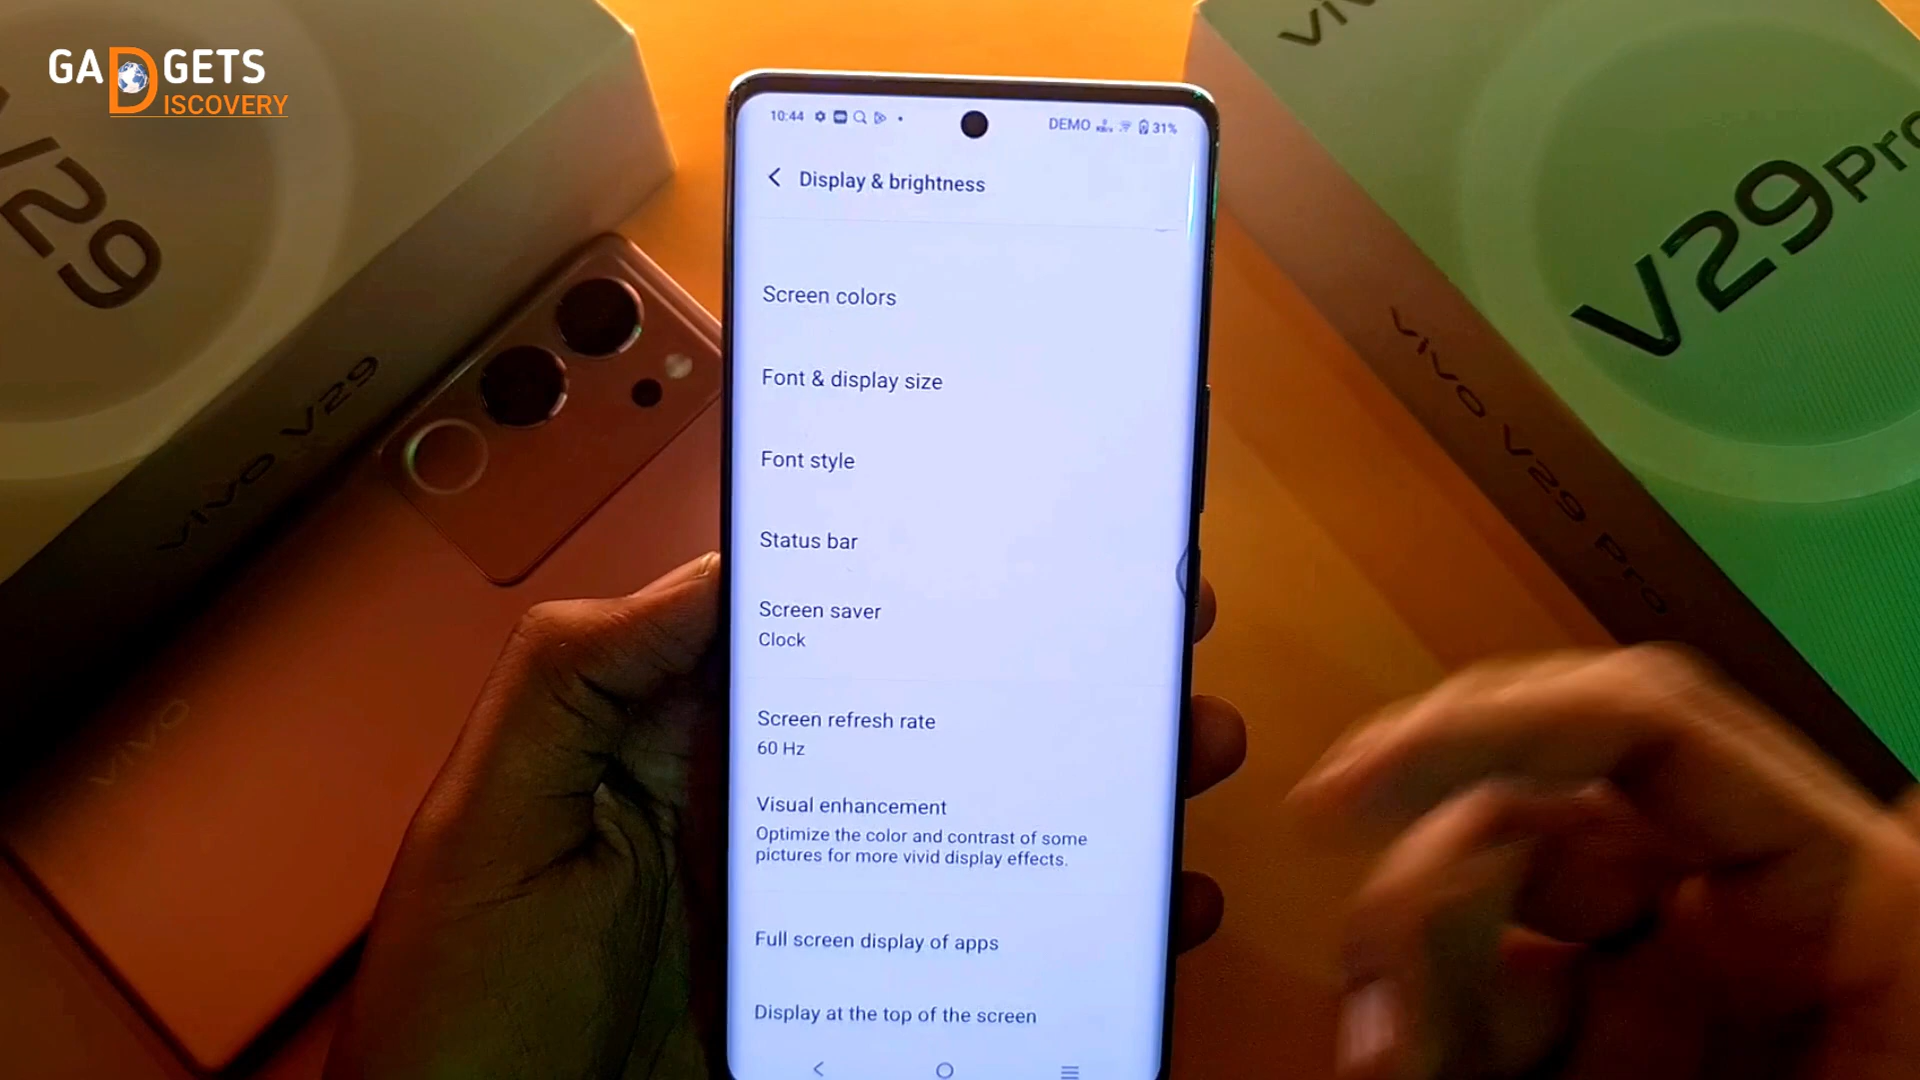 GADGETS
DISCOVERY
V29
vivo V29
vivo
10:44
DEMO
31%
Display & brightness
Screen colors
Font & display size
Font style
Status bar
Screen saver
Clock
Screen refresh rate
60 Hz
Visual enhancement
Optimize the color and contrast of some
pictures for more vivid display effects.
Full screen display of apps
Display at the top of the screen
V29 Pro
vivo V29 Pro